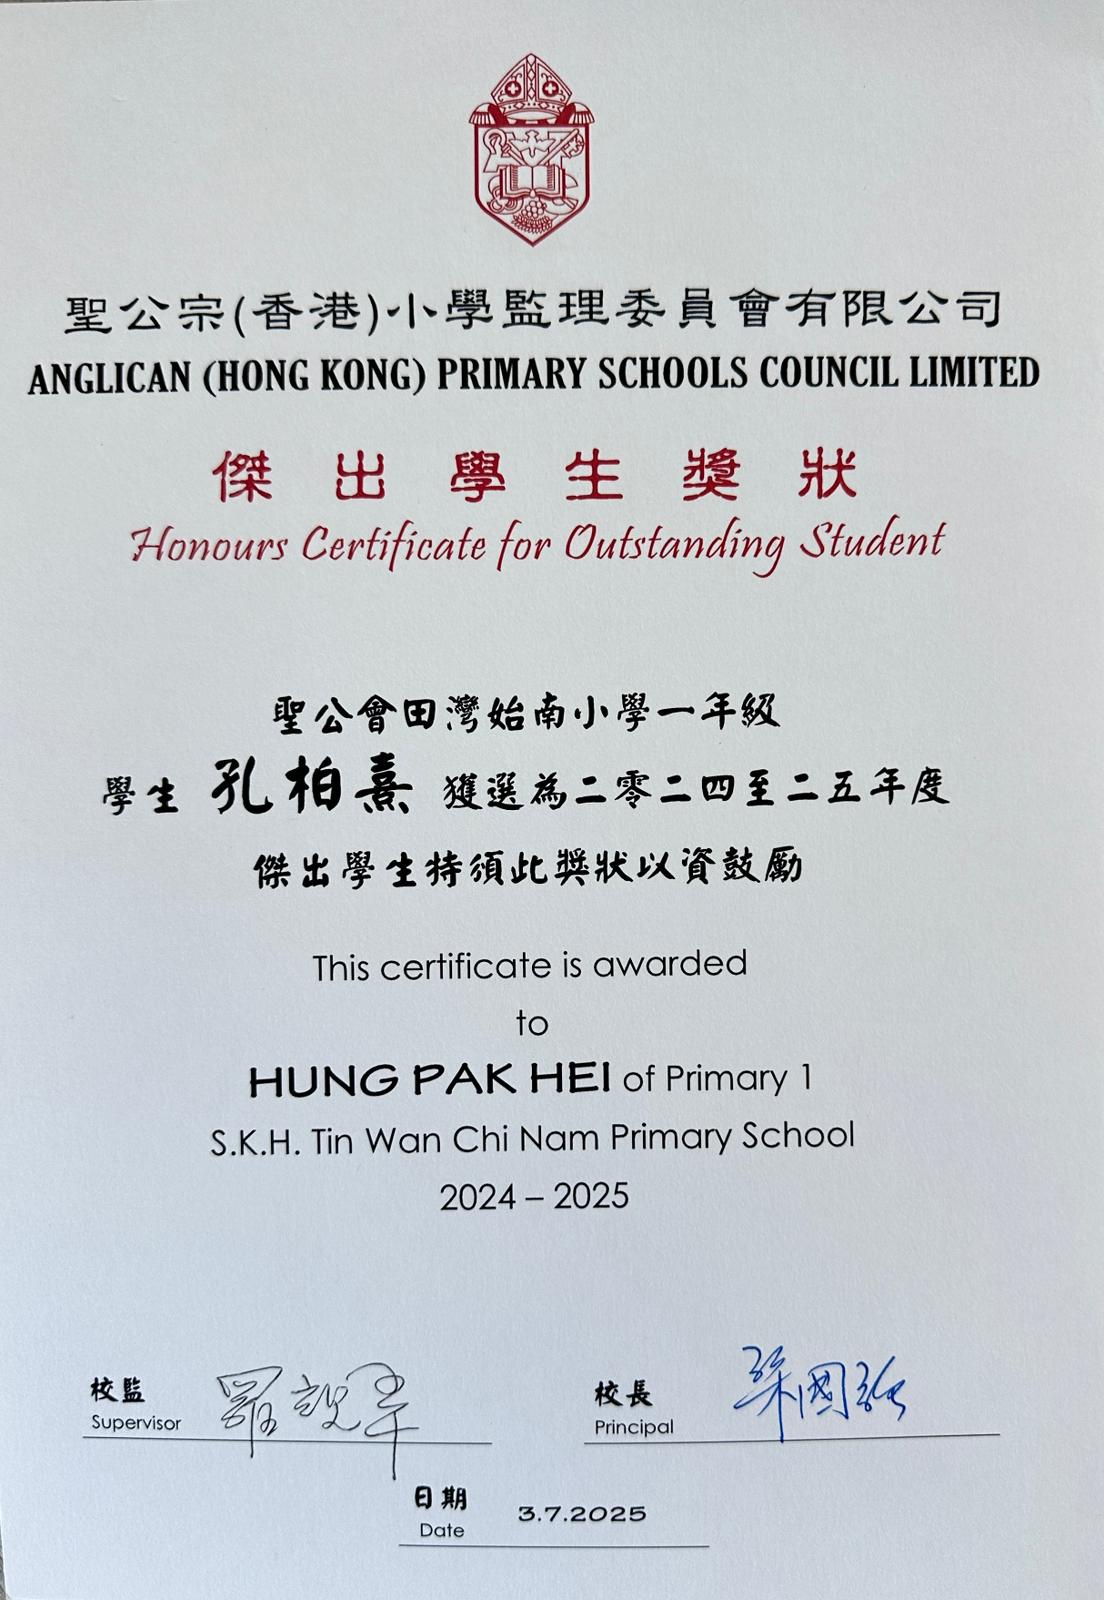 聖公宗(香港)小學監理委員會有限公司
ANGLICAN (HONG KONG) PRIMARY SCHOOLS COUNCIL LIMITED
傑出學生獎狀
Honours Certificate for Outstanding Student
聖公會田灣始南小學一年級
學生 孔柏熹 獲選為二零二四至二五年度
傑出學生特須此獎狀以資鼓勵
This certificate is awarded
to
HUNG PAK HEI of Primary 1
S.K.H. Tin Wan Chi Nam Primary School
2024 – 2025
校監
Supervisor
校長
Principal
日期 3.7.2025
Date